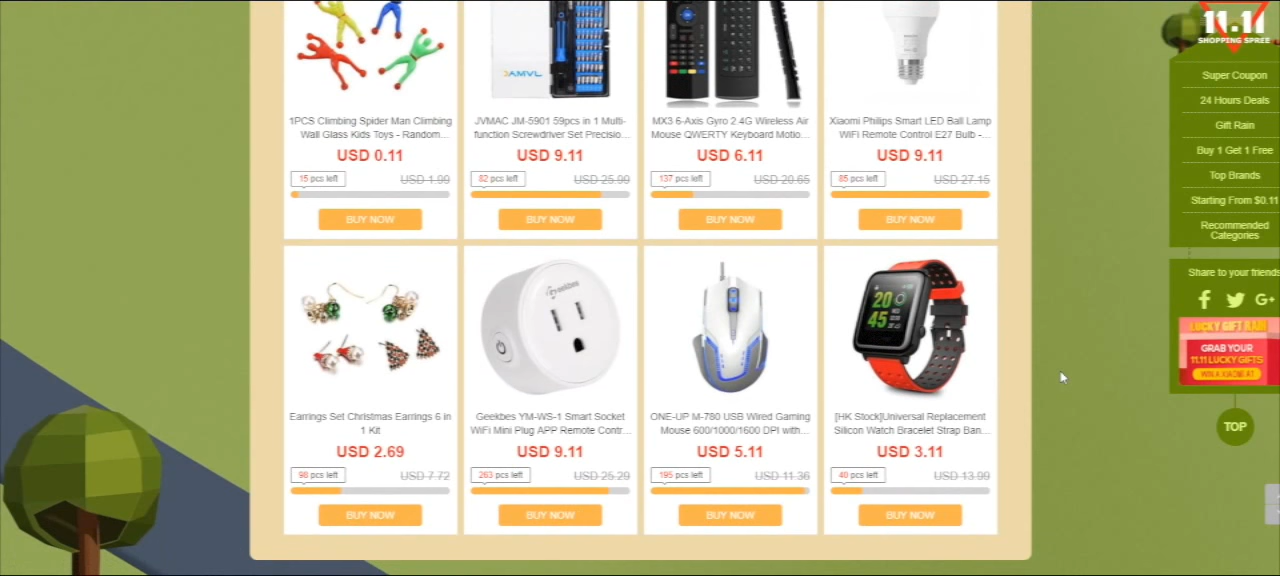 11.11
SHOPPING SPREE
AMVL
1PCS Climbing Spider Man Climbing
Wall Glass Kids Toys - Random...
USD 0.11
15 pcs left
USD 1.99
BUY NOW
JVMAC JM-5901 59pcs in 1 Multi-
function Screwdriver Set Precisio...
USD 9.11
82 pcs left
USD 25.99
BUY NOW
MX3 6-Axis Gyro 2.4G Wireless Air
Mouse QWERTY Keyboard Motio...
USD 6.11
137 pcs left
USD 20.65
BUY NOW
Xiaomi Philips Smart LED Ball Lamp
WiFi Remote Control E27 Bulb -...
USD 9.11
85 pcs left
USD 27.15
BUY NOW
Super Coupon
24 Hours Deals
Gift Rain
Buy 1 Get 1 Free
Top Brands
Starting From $0.11
Recommended
Categories
Share to your friends
LUCKY GIFT RAIN
GRAB YOUR
11.11 LUCKY GIFTS
TOP
Earrings Set Christmas Earrings 6 in
1 Kit
USD 2.69
98 pcs left
USD 7.72
BUY NOW
Geekbes
Geekbes YM-WS-1 Smart Socket
WiFi Mini Plug APP Remote Contr...
USD 9.11
263 pcs left
USD 25.29
BUY NOW
ONE-UP M-780 USB Wired Gaming
Mouse 600/1000/1600 DPI with...
USD 5.11
195 pcs left
USD 11.36
BUY NOW
20
45
[HK Stock]Universal Replacement
Silicon Watch Bracelet Strap Ban...
USD 3.11
40 pcs left
USD 13.99
BUY NOW